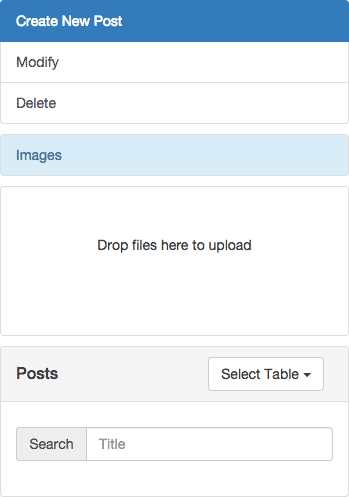 Create New Post
Modify
Delete
Images
Drop files here to upload
Posts Select Table
Search Title